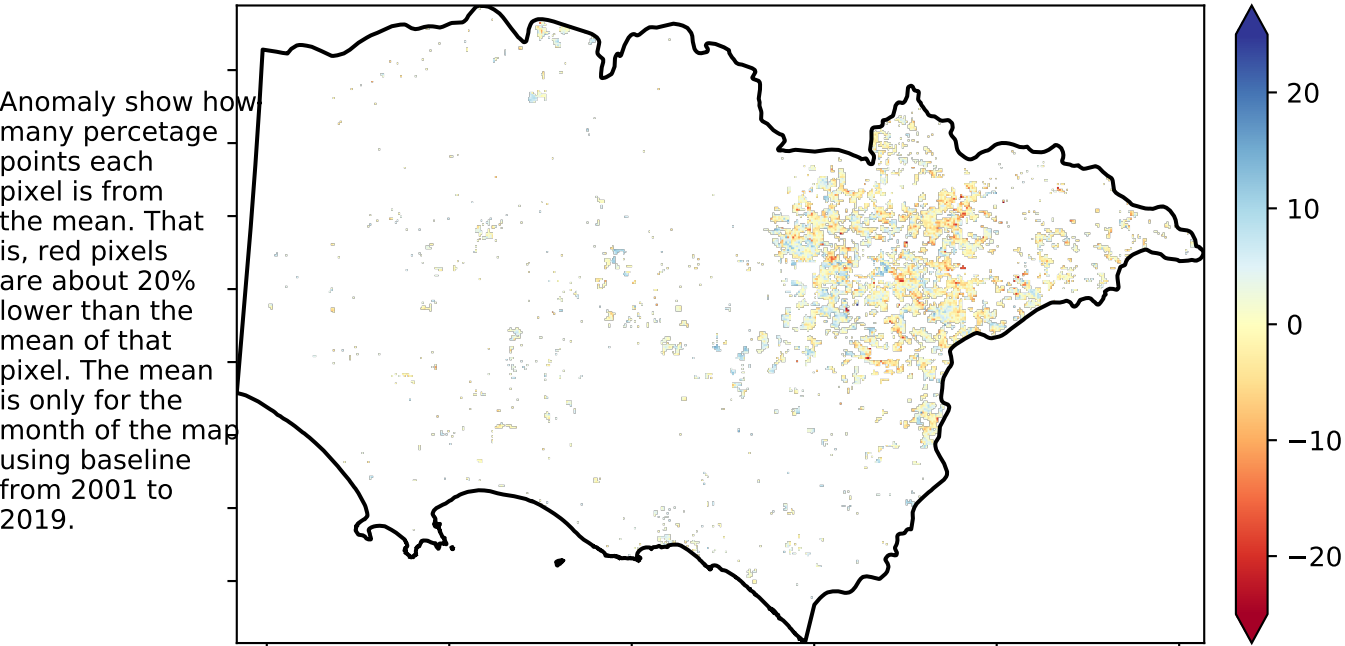 Anomaly show how
many percetage
points each
pixel is from
the mean. That
is, red pixels
are about 20%
lower than the
mean of that
pixel. The mean
is only for the
month of the map
using baseline
from 2001 to
2019.
20
10
0
−10
−20